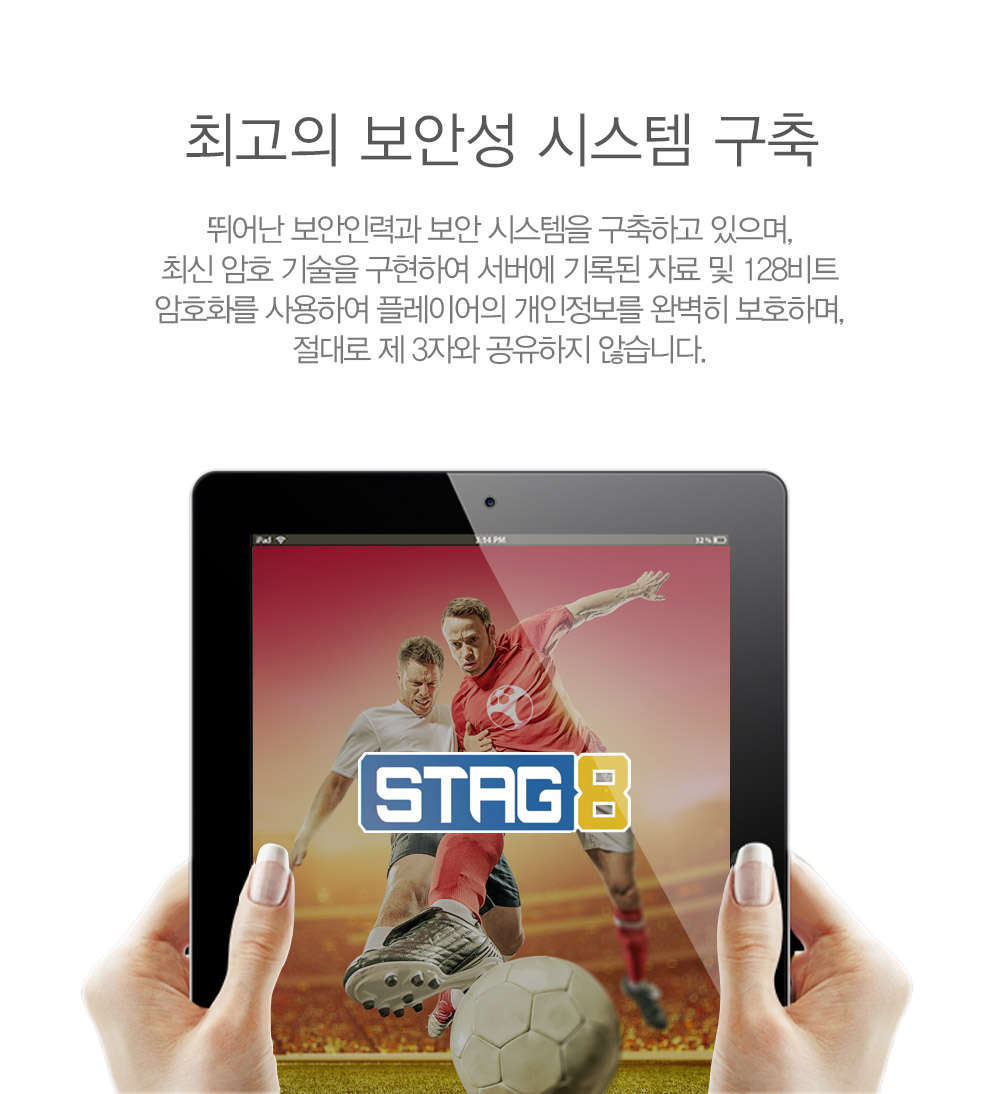 최고의 보안성 시스템 구축
뛰어난 보안인력과 보안 시스템을 구축하고 있으며,
최신 암호 기술을 구현하여 서버에 기록된 자료 및 128비트
암호화를 사용하여 플레이어의 개인정보를 완벽히 보호하며,
절대로 제 3자와 공유하지 않습니다.
iPad 3:14 PM 32%
STAG8